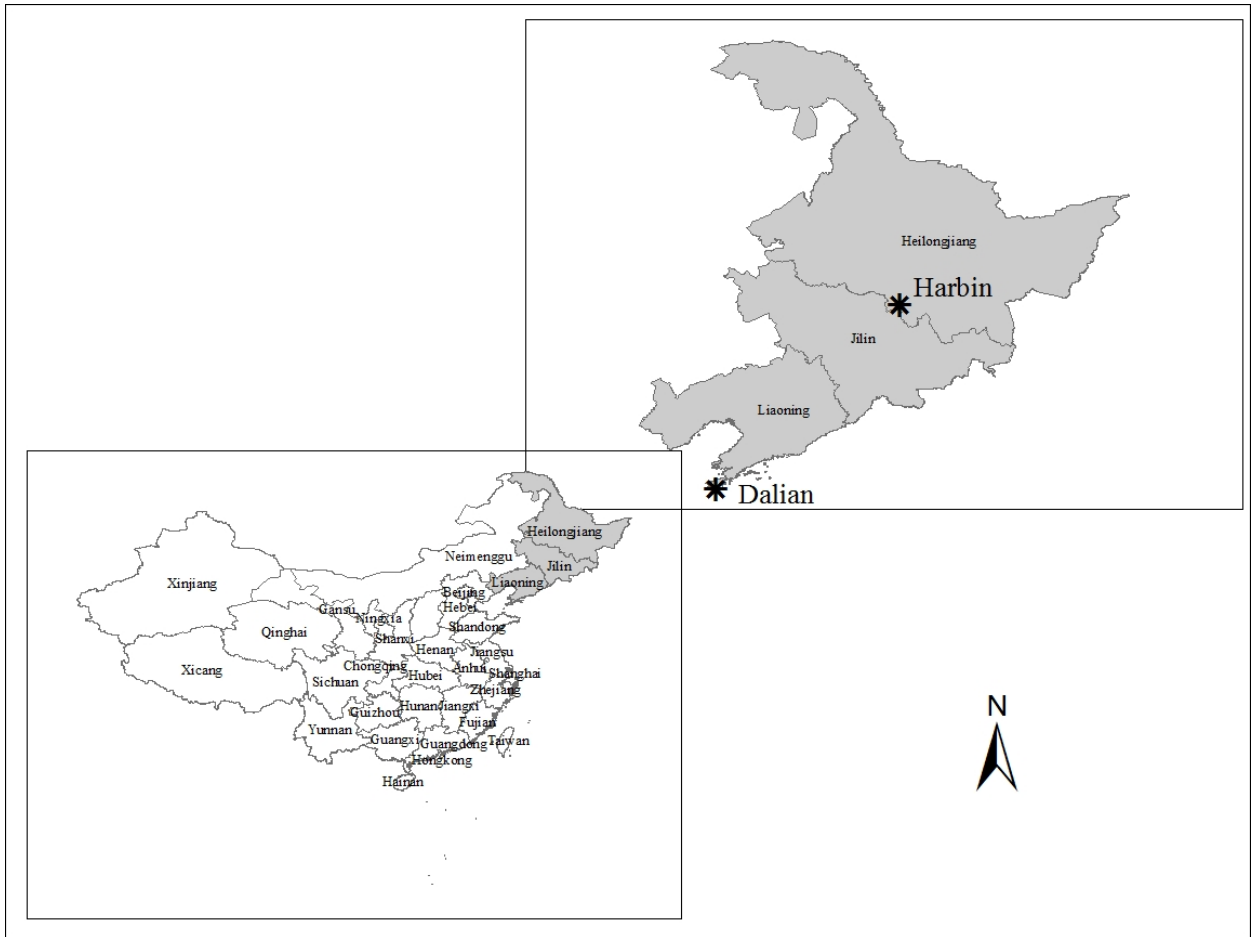 Heilongjiang
Harbin
Jilin
Liaoning
Dalian
Heilongjiang
Neimenggu
Jilin
Xinjiang
Liaoning
Beijing
Gansu
Hebei
Ningxia
Qinghai
Shandong
Shanxi
Henan
Jiangsu
Xicang
Chongqing
Anhui
Sichuan
Hubei
Shanghai
Zhejiang
Guizhou
Hunan
Jiangxi
Yunnan
Fujian
Guangxi
Guangdong
Taiwan
Hongkong
Hainan
N